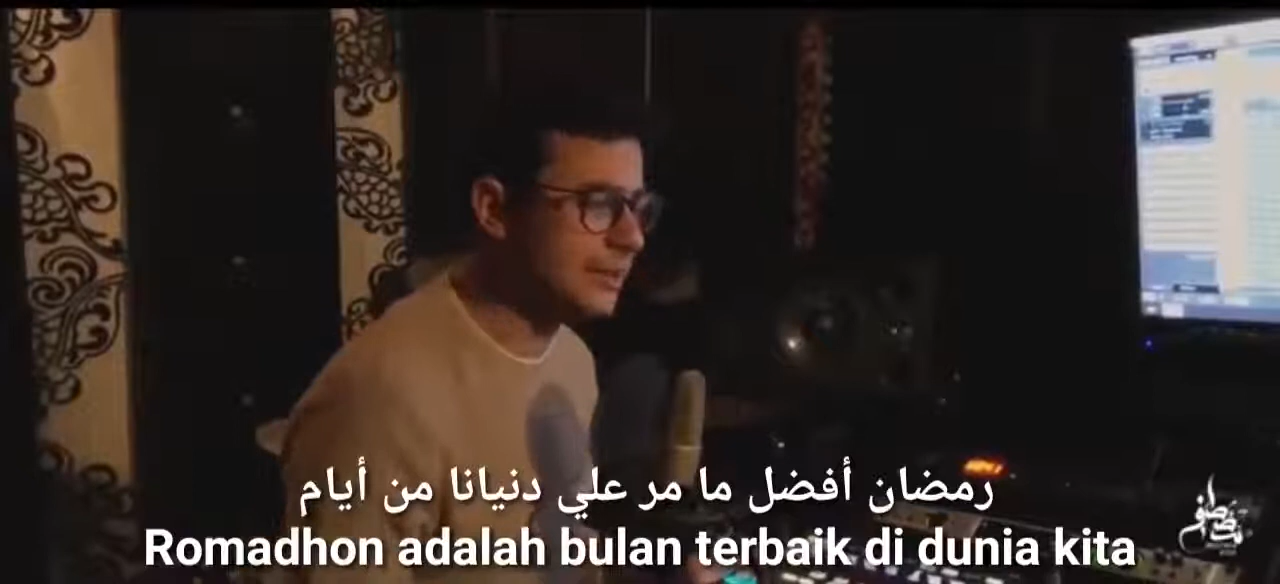 رمضان أفضل ما مر علي دنيانا من أيام
Romadhon adalah bulan terbaik di dunia kita